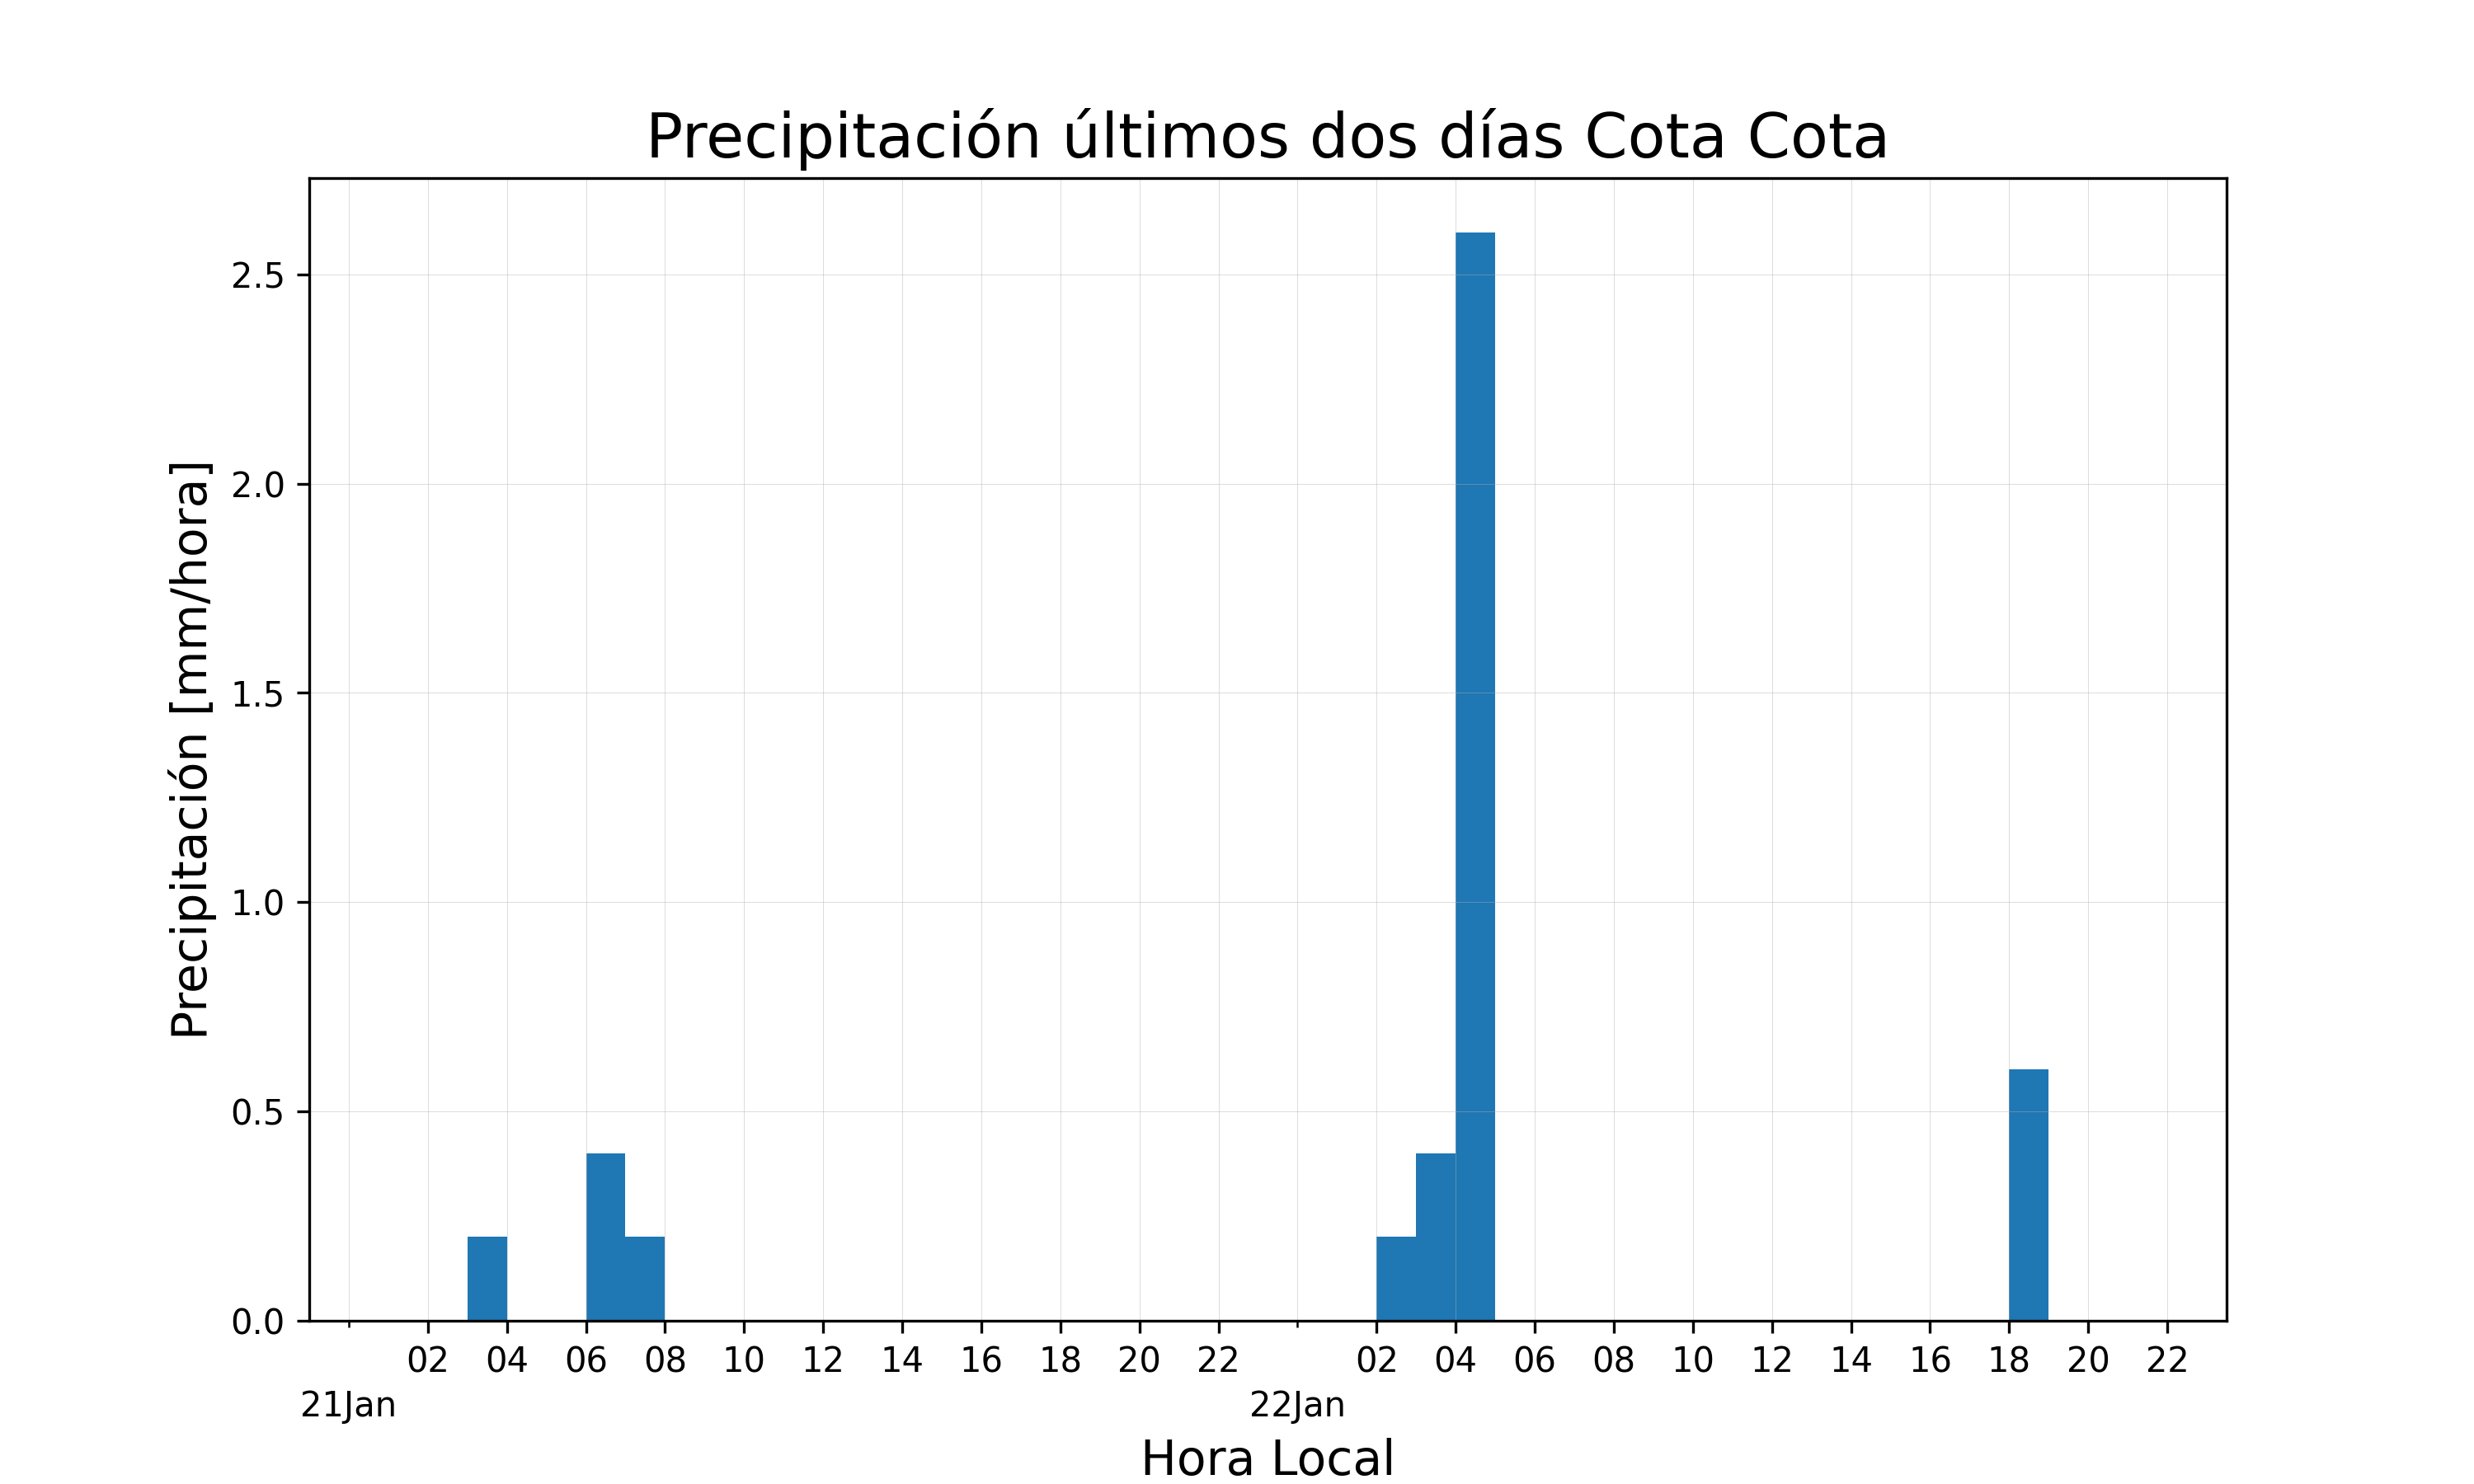 Precipitación últimos dos días Cota Cota
Precipitación [mm/hora]
2.5
2.0
1.5
1.0
0.5
0.0
02 04 06 08 10 12 14 16 18 20 22 02 04 06 08 10 12 14 16 18 20 22
21Jan 22Jan
Hora Local